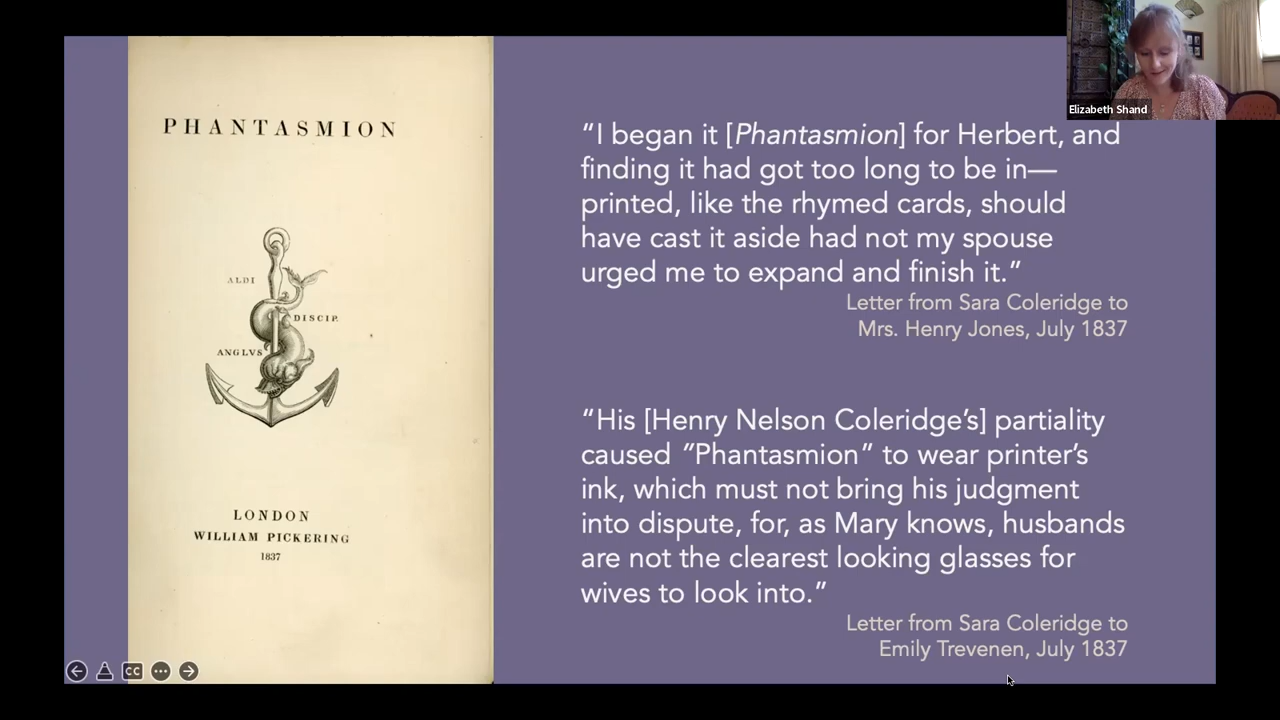 PHANTASMION
ALDI
DISCIP.
ANGLVS
LONDON
WILLIAM PICKERING
1837
“I began it [Phantasmion] for Herbert, and
finding it had got too long to be in—
printed, like the rhymed cards, should
have cast it aside had not my spouse
urged me to expand and finish it.”
Letter from Sara Coleridge to
Mrs. Henry Jones, July 1837
“His [Henry Nelson Coleridge’s] partiality
caused “Phantasmion” to wear printer’s
ink, which must not bring his judgment
into dispute, for, as Mary knows, husbands
are not the clearest looking glasses for
wives to look into.”
Letter from Sara Coleridge to
Emily Trevenen, July 1837
Elizabeth Shand
CC